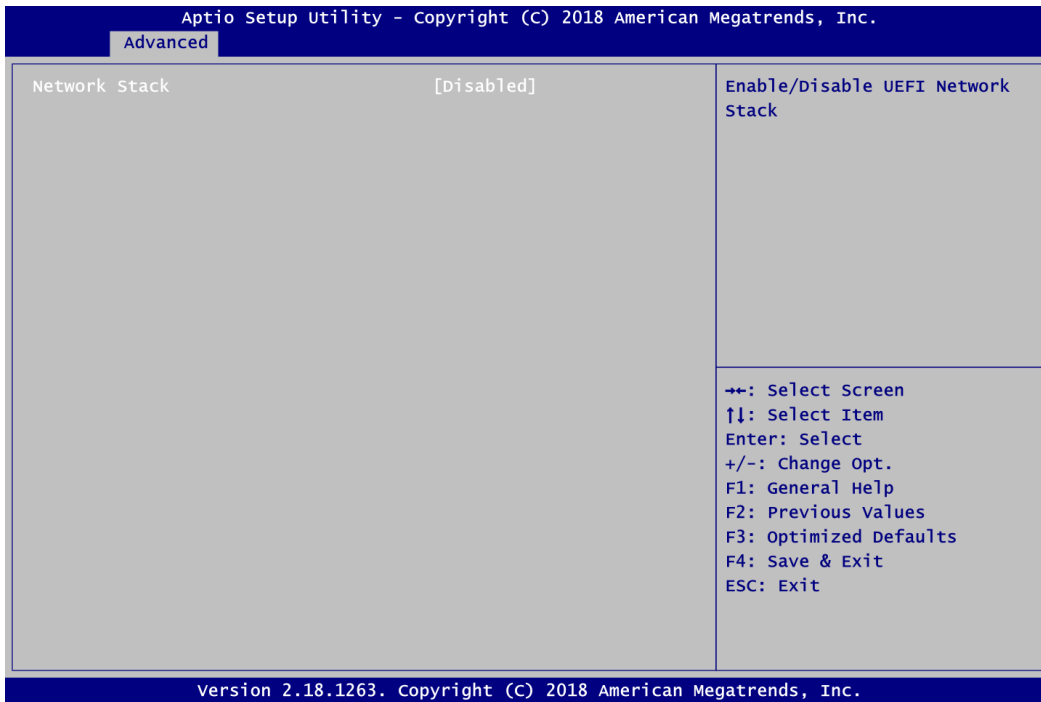 Aptio Setup Utility - Copyright (C) 2018 American Megatrends, Inc.
Advanced
Network Stack [Disabled]
Enable/Disable UEFI Network
Stack
→←: Select Screen
↑↓: Select Item
Enter: Select
+/-: Change Opt.
F1: General Help
F2: Previous Values
F3: Optimized Defaults
F4: Save & Exit
ESC: Exit
Version 2.18.1263. Copyright (C) 2018 American Megatrends, Inc.